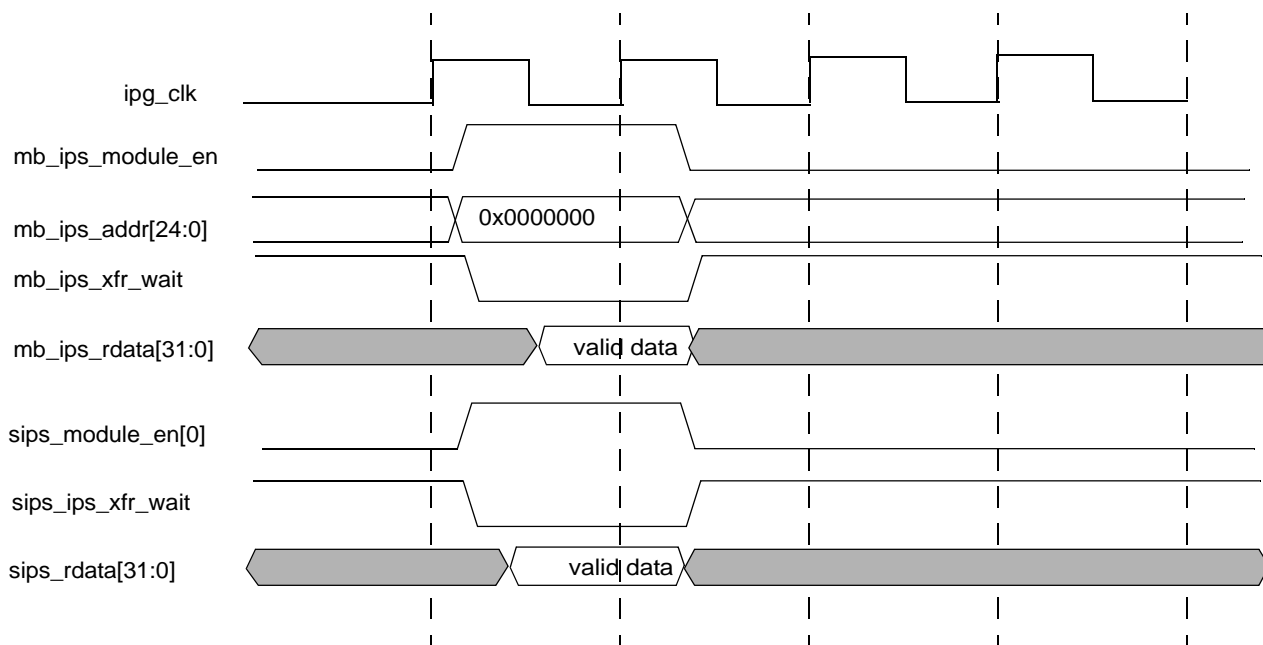 ipg_clk
mb_ips_module_en
mb_ips_addr[24:0]
0x0000000
mb_ips_xfr_wait
mb_ips_rdata[31:0]
valid data
sips_module_en[0]
sips_ips_xfr_wait
sips_rdata[31:0]
valid data